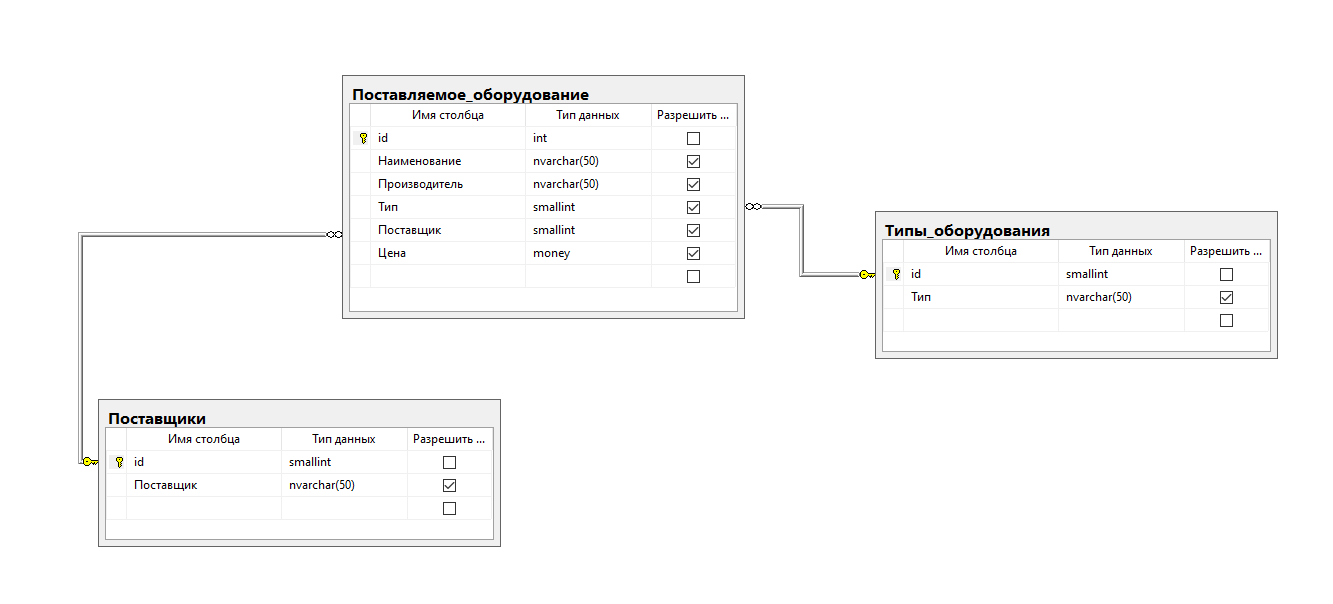 Поставляемое_оборудование
Имя столбца Тип данных Разрешить ...
id int
Наименование nvarchar(50)
Производитель nvarchar(50)
Тип smallint
Поставщик smallint
Цена money
Типы_оборудования
Имя столбца Тип данных Разрешить ...
id smallint
Тип nvarchar(50)
Поставщики
Имя столбца Тип данных Разрешить ...
id smallint
Поставщик nvarchar(50)